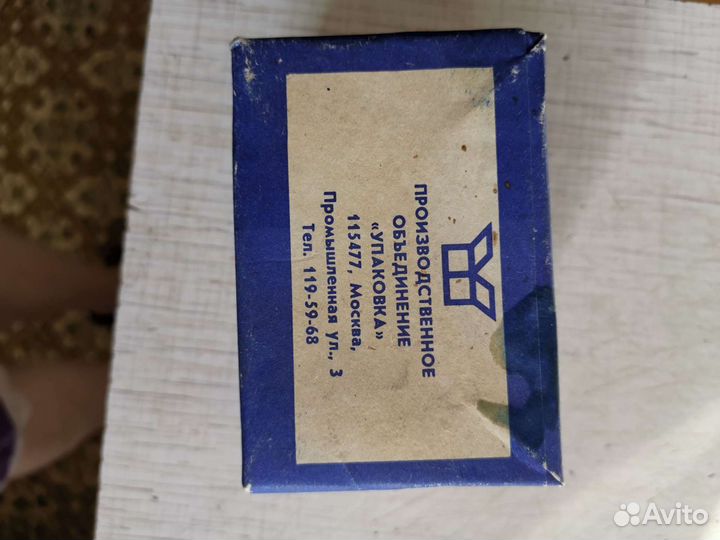 ПРОИЗВОДСТВЕННОЕ
ОБЪЕДИНЕНИЕ
«УПАКОВКА»
115477, Москва,
Промышленная ул., 3
Тел. 119-59-68
Avito